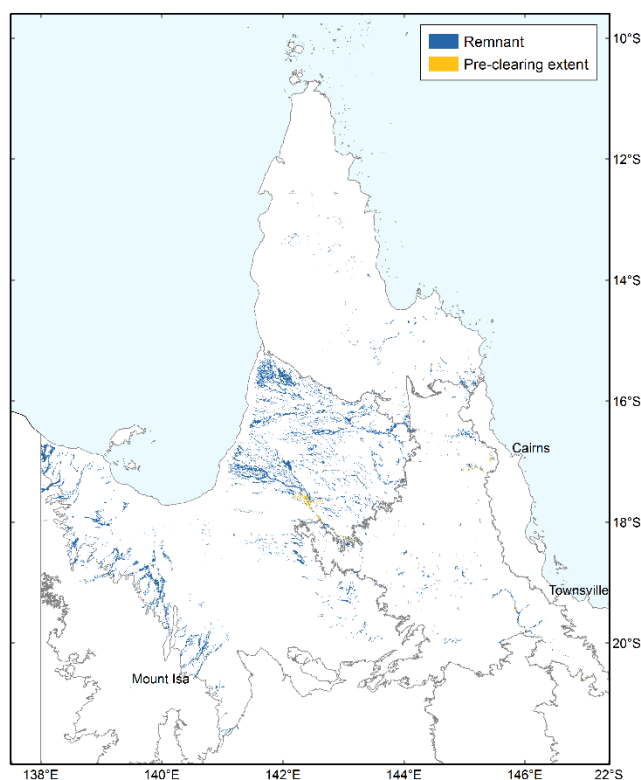 Remnant
Pre-clearing extent
10°S
12°S
14°S
16°S
Cairns
18°S
Townsville
20°S
Mount Isa
138°E
140°E
142°E
144°E
146°E
22°S